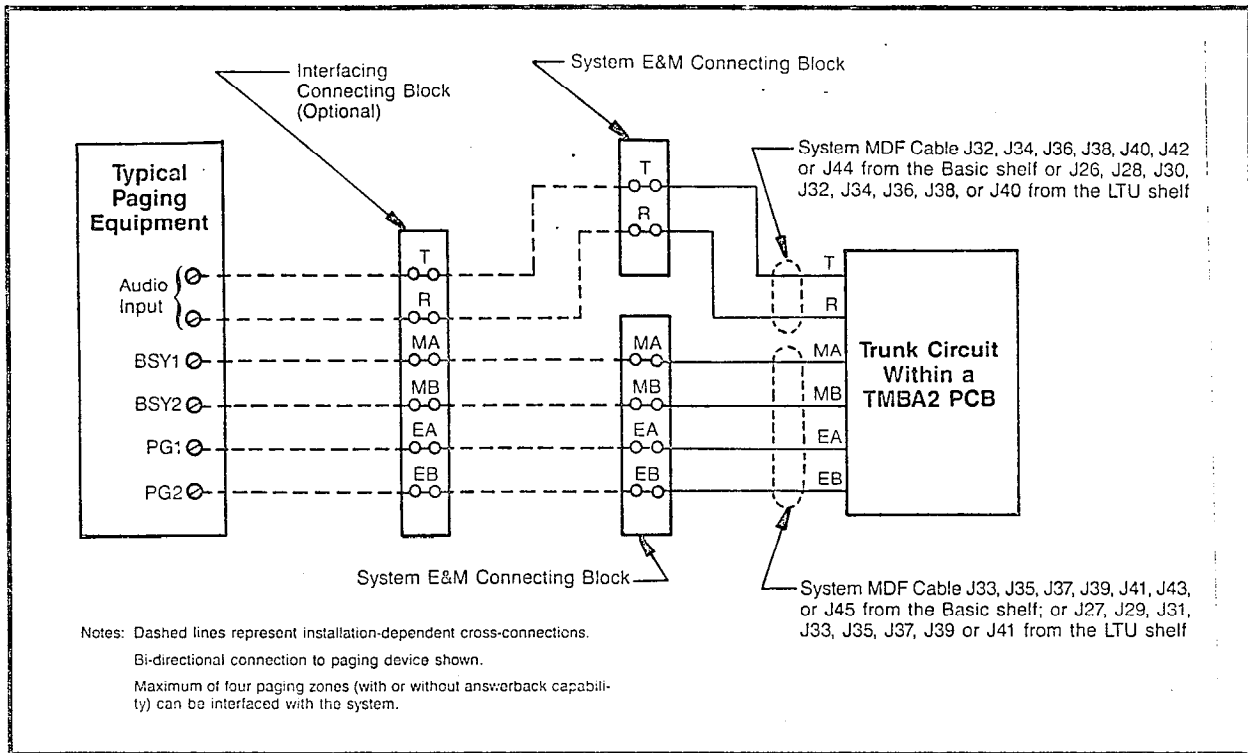 Interfacing
Connecting Block
(Optional)
System E&M Connecting Block
System MDF Cable J32, J34, J36, J38, J40, J42
or J44 from the Basic shelf or J26, J28, J30,
J32, J34, J36, J38, or J40 from the LTU shelf
Typical
Paging
Equipment
Audio
Input
BSY1
BSY2
PG1
PG2
T
R
MA
MB
EA
EB
T
R
MA
MB
EA
EB
T
R
MA
MB
EA
EB
Trunk Circuit
Within a
TMBA2 PCB
System E&M Connecting Block
System MDF Cable J33, J35, J37, J39, J41, J43,
or J45 from the Basic shelf; or J27, J29, J31,
J33, J35, J37, J39 or J41 from the LTU shelf
Notes: Dashed lines represent installation-dependent cross-connections.
Bi-directional connection to paging device shown.
Maximum of four paging zones (with or without answerback capabili-
ty) can be interfaced with the system.